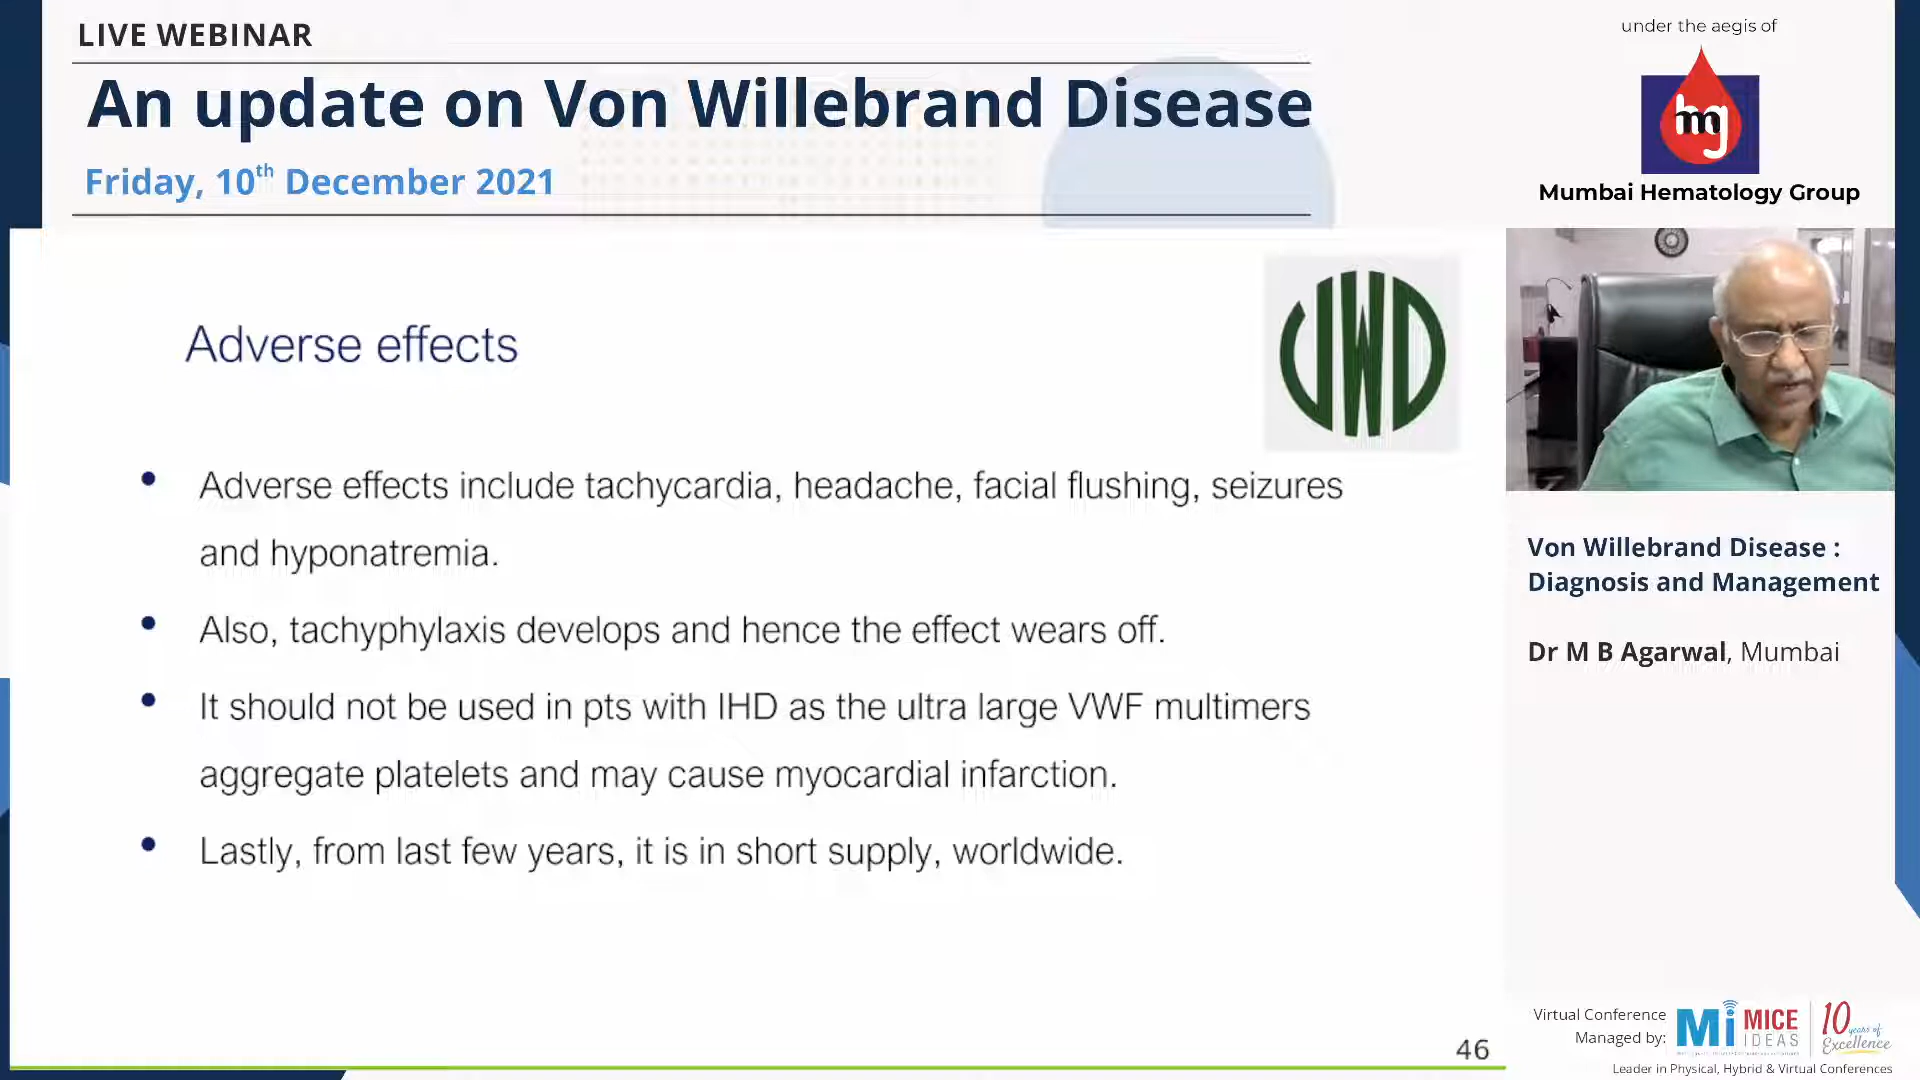 LIVE WEBINAR
An update on Von Willebrand Disease
Friday, 10th December 2021
under the aegis of
hmg
Mumbai Hematology Group
VWD
Adverse effects
• Adverse effects include tachycardia, headache, facial flushing, seizures
and hyponatremia.
• Also, tachyphylaxis develops and hence the effect wears off.
• It should not be used in pts with IHD as the ultra large VWF multimers
aggregate platelets and may cause myocardial infarction.
• Lastly, from last few years, it is in short supply, worldwide.
46
Von Willebrand Disease :
Diagnosis and Management
Dr M B Agarwal, Mumbai
Virtual Conference
Managed by:
Mi MICE
IDEAS
10 years of
Excellence
Leader in Physical, Hybrid & Virtual Conferences